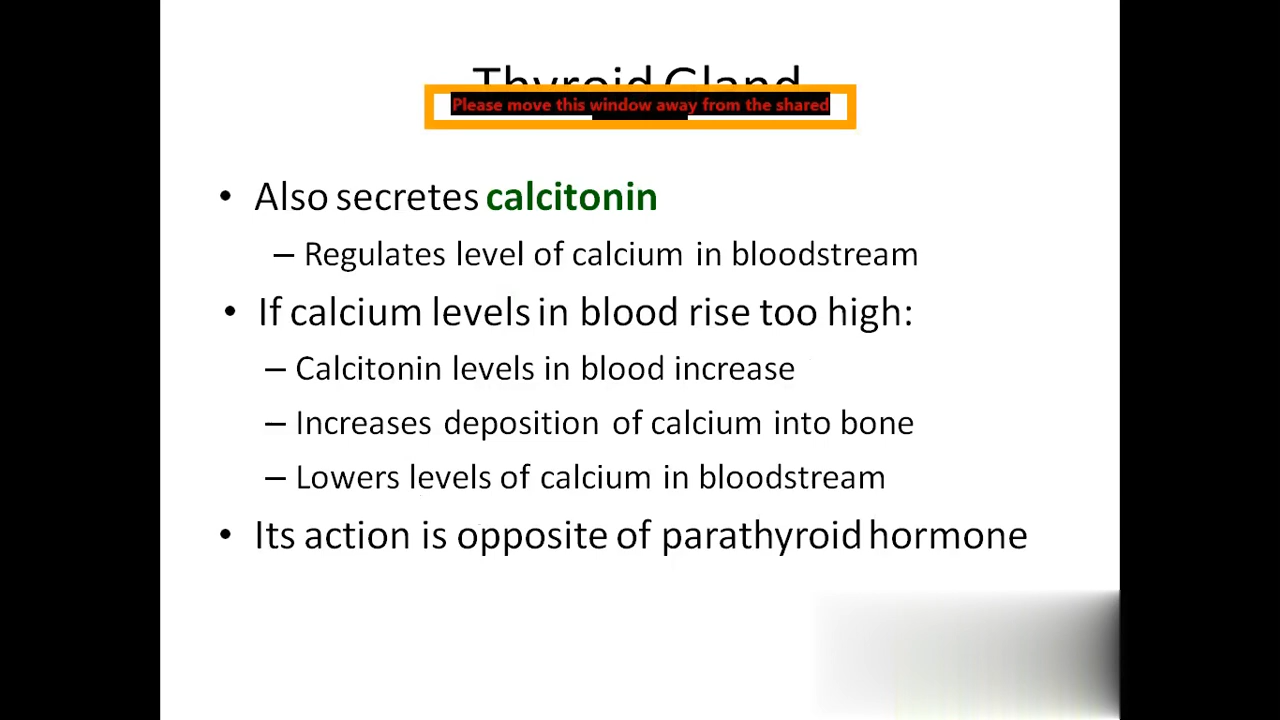 Thyroid Gland
Please move this window away from the shared
• Also secretes calcitonin
– Regulates level of calcium in bloodstream
• If calcium levels in blood rise too high:
– Calcitonin levels in blood increase
– Increases deposition of calcium into bone
– Lowers levels of calcium in bloodstream
• Its action is opposite of parathyroid hormone